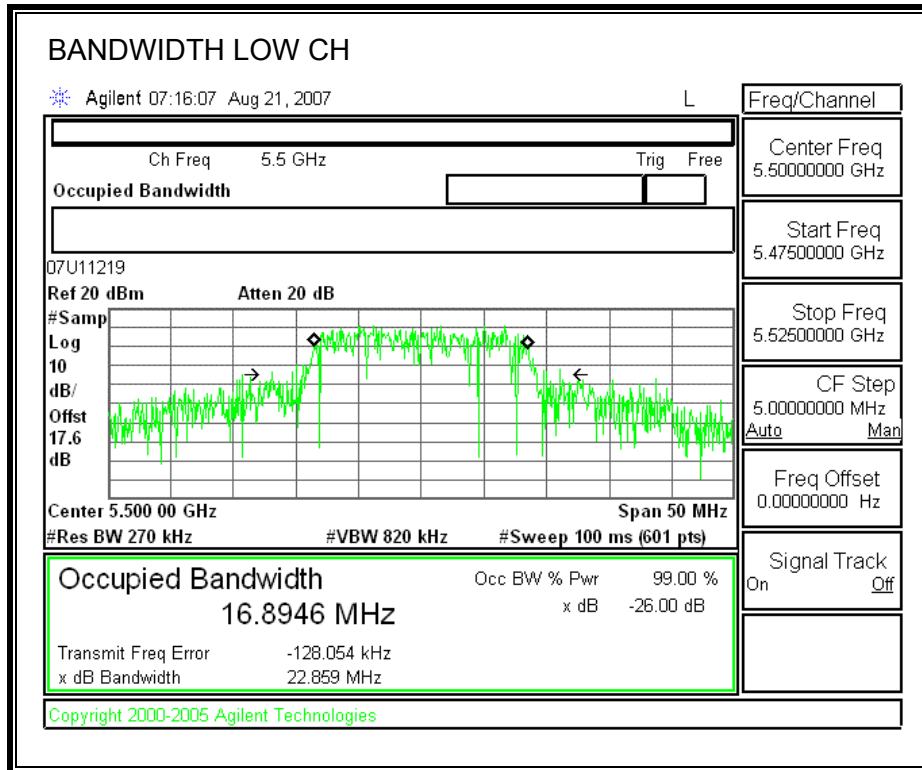 BANDWIDTH LOW CH
Agilent 07:16:07 Aug 21, 2007 L
Freq/Channel
Ch Freq 5.5 GHz Trig Free
Occupied Bandwidth
Center Freq
5.50000000 GHz
Start Freq
5.47500000 GHz
Stop Freq
5.52500000 GHz
CF Step
5.00000000 MHz
Auto Man
Freq Offset
0.00000000 Hz
Signal Track
On Off
07U11219
Ref 20 dBm Atten 20 dB
#Samp
Log
10
dB/
Offst
17.6
dB
Center 5.500 00 GHz Span 50 MHz
#Res BW 270 kHz #VBW 820 kHz #Sweep 100 ms (601 pts)
Occupied Bandwidth Occ BW % Pwr 99.00 %
16.8946 MHz x dB -26.00 dB
Transmit Freq Error -128.054 kHz
x dB Bandwidth 22.859 MHz
Copyright 2000-2005 Agilent Technologies